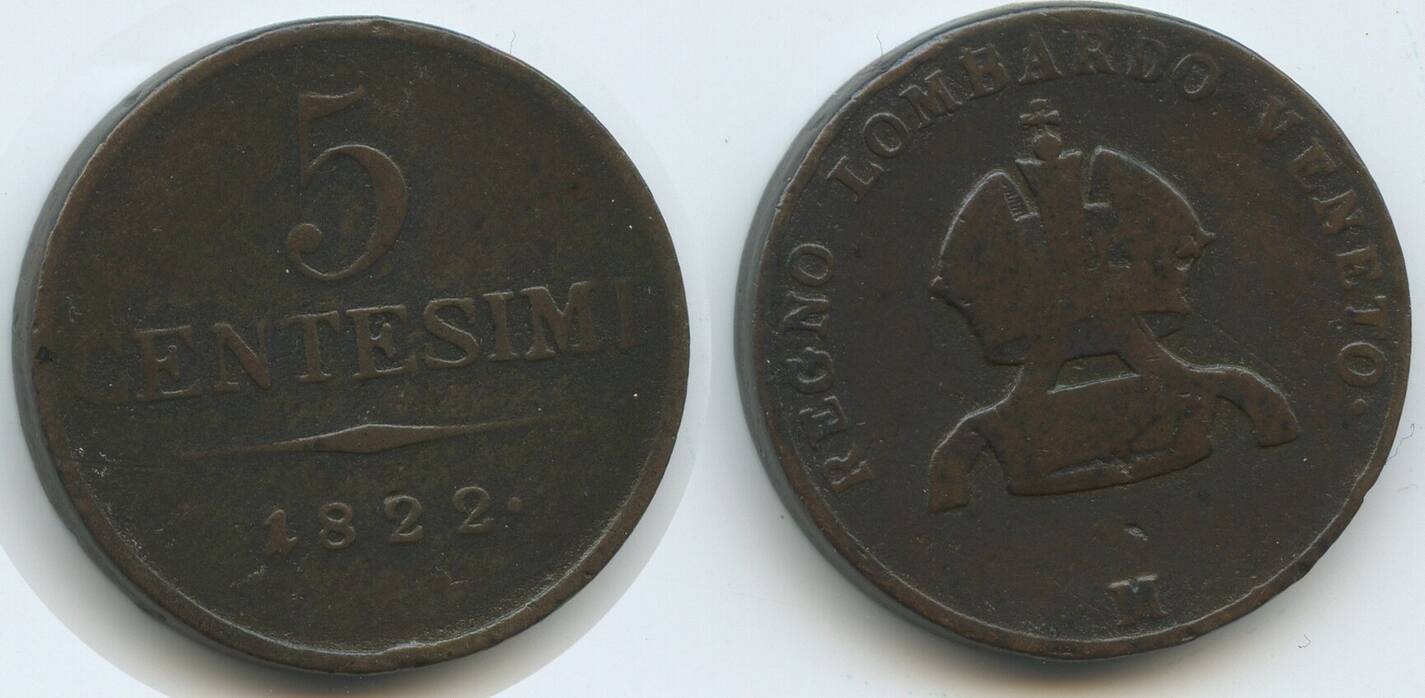 5
CENTESIMI
1822.
REGNO LOMBARDO VENETO.
M